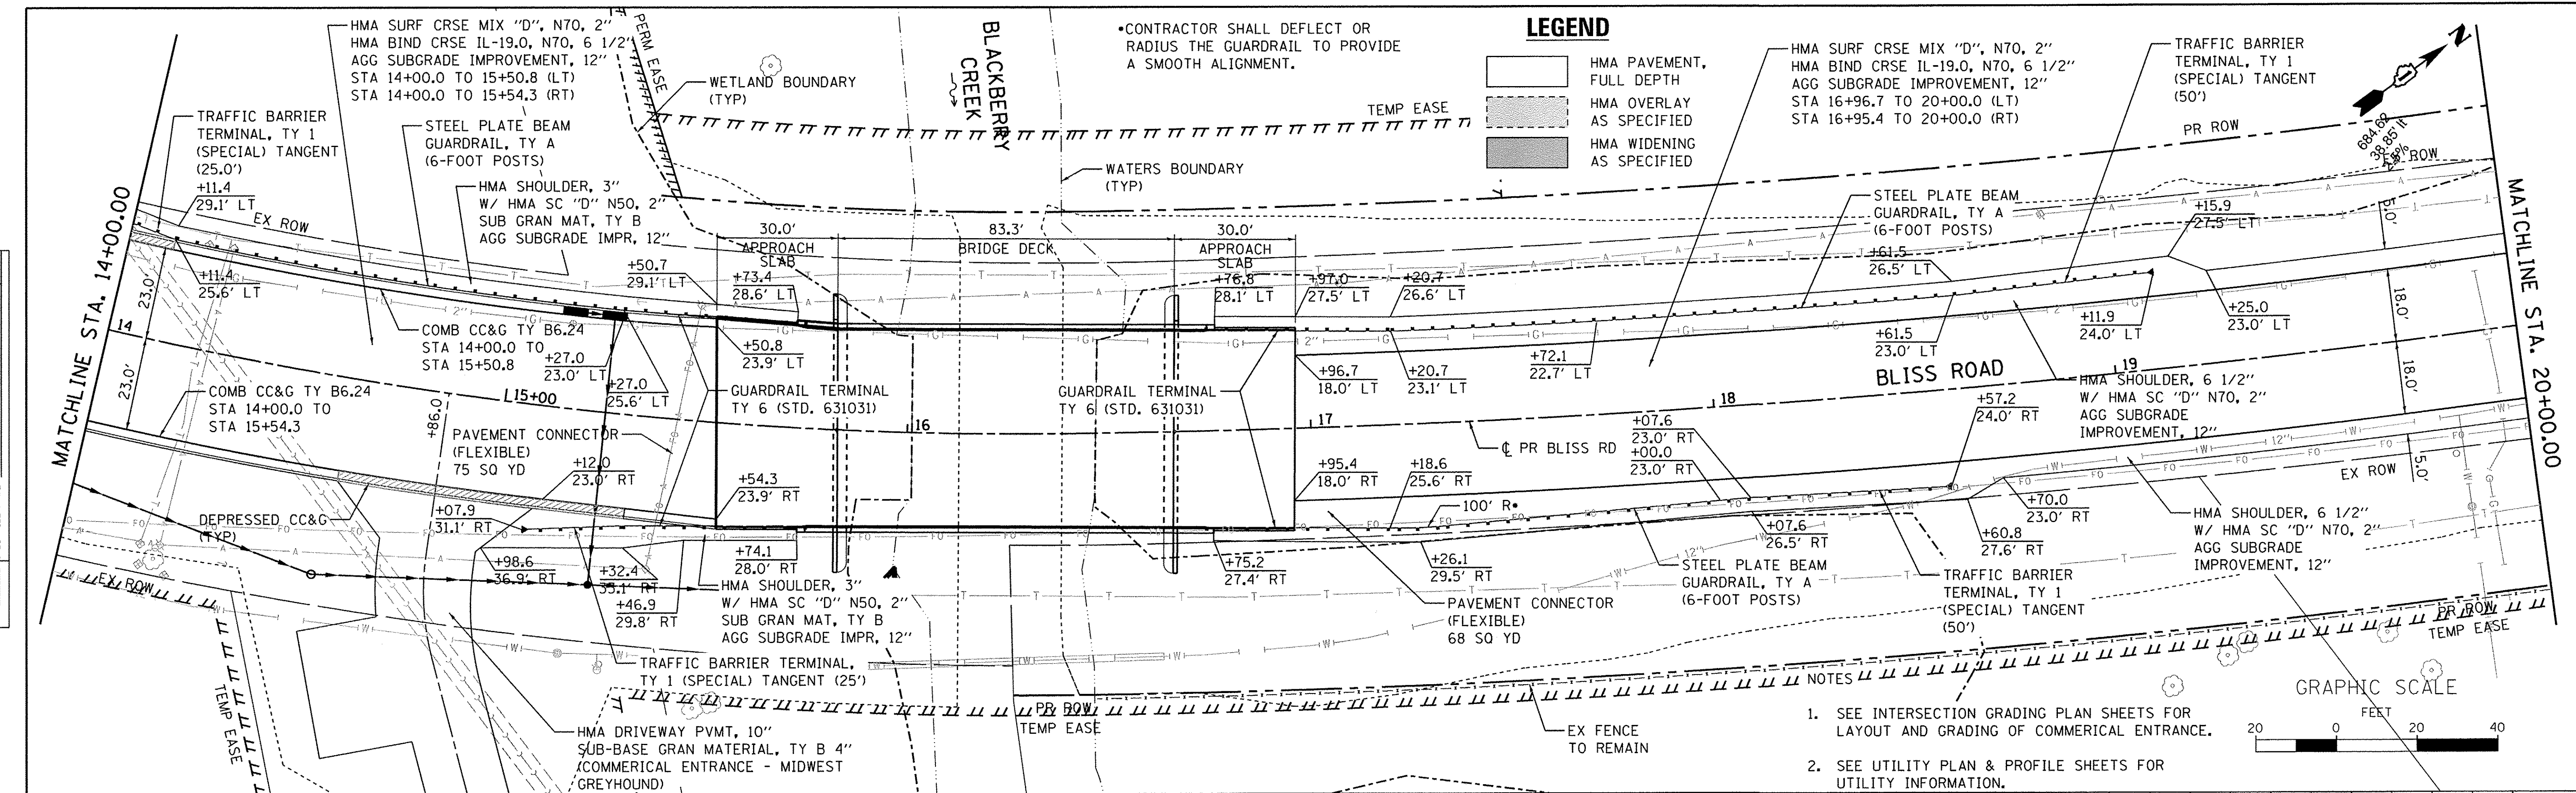 HMA SURF CRSE MIX "D", N70, 2"
HMA BIND CRSE IL-19.0, N70, 6 1/2"
AGG SUBGRADE IMPROVEMENT, 12"
STA 14+00.0 TO 15+50.8 (LT)
STA 14+00.0 TO 15+54.3 (RT)
TRAFFIC BARRIER
TERMINAL, TY 1
(SPECIAL) TANGENT
(25.0')
+11.4
29.1' LT
EX ROW
STEEL PLATE BEAM
GUARDRAIL, TY A
(6-FOOT POSTS)
HMA SHOULDER, 3"
W/ HMA SC "D" N50, 2"
SUB GRAN MAT, TY B
AGG SUBGRADE IMPR, 12"
PERM EASE
WETLAND BOUNDARY
(TYP)
BLACKBERRY
CREEK
•CONTRACTOR SHALL DEFLECT OR
RADIUS THE GUARDRAIL TO PROVIDE
A SMOOTH ALIGNMENT.
TEMP EASE
WATERS BOUNDARY
(TYP)
LEGEND
HMA PAVEMENT,
FULL DEPTH
HMA OVERLAY
AS SPECIFIED
HMA WIDENING
AS SPECIFIED
HMA SURF CRSE MIX "D", N70, 2"
HMA BIND CRSE IL-19.0, N70, 6 1/2"
AGG SUBGRADE IMPROVEMENT, 12"
STA 16+96.7 TO 20+00.0 (LT)
STA 16+95.4 TO 20+00.0 (RT)
TRAFFIC BARRIER
TERMINAL, TY 1
(SPECIAL) TANGENT
(50')
N
PR ROW
684.62
38.85' lt
EX ROW
STEEL PLATE BEAM
GUARDRAIL, TY A
(6-FOOT POSTS)
+15.9
27.5' LT
5.0'
MATCHLINE STA. 14+00.00
MATCHLINE STA. 20+00.00
30.0'
APPROACH
SLAB
83.3'
BRIDGE DECK
30.0'
APPROACH
SLAB
+11.4
25.6' LT
23.0'
23.0'
14
+50.7
29.1' LT
+73.4
28.6' LT
+76.8
28.1' LT
+97.0
27.5' LT
+20.7
26.6' LT
+61.5
26.5' LT
COMB CC&G TY B6.24
STA 14+00.0 TO
STA 15+50.8
+27.0
23.0' LT
+27.0
25.6' LT
+50.8
23.9' LT
GUARDRAIL TERMINAL
TY 6 (STD. 631031)
GUARDRAIL TERMINAL
TY 6 (STD. 631031)
+96.7
18.0' LT
+20.7
23.1' LT
+72.1
22.7' LT
+61.5
23.0' LT
+11.9
24.0' LT
+25.0
23.0' LT
18.0'
18.0'
BLISS ROAD
COMB CC&G TY B6.24
STA 14+00.0 TO
STA 15+54.3
+86.0
15+00
16
17
18
19
PAVEMENT CONNECTOR
(FLEXIBLE)
75 SQ YD
+12.0
23.0' RT
+54.3
23.9' RT
+95.4
18.0' RT
+18.6
25.6' RT
℄ PR BLISS RD
+07.6
23.0' RT
+00.0
23.0' RT
+57.2
24.0' RT
HMA SHOULDER, 6 1/2"
W/ HMA SC "D" N70, 2"
AGG SUBGRADE
IMPROVEMENT, 12"
EX ROW
5.0'
DEPRESSED CC&G
(TYP)
+07.9
31.1' RT
+98.6
36.9' RT
+32.4
35.1' RT
+46.9
29.8' RT
+74.1
28.0' RT
HMA SHOULDER, 3"
W/ HMA SC "D" N50, 2"
SUB GRAN MAT, TY B
AGG SUBGRADE IMPR, 12"
+75.2
27.4' RT
100' R•
+26.1
29.5' RT
+07.6
26.5' RT
+70.0
23.0' RT
+60.8
27.6' RT
HMA SHOULDER, 6 1/2"
W/ HMA SC "D" N70, 2"
AGG SUBGRADE
IMPROVEMENT, 12"
STEEL PLATE BEAM
GUARDRAIL, TY A
(6-FOOT POSTS)
TRAFFIC BARRIER
TERMINAL, TY 1
(SPECIAL) TANGENT
(50')
PAVEMENT CONNECTOR
(FLEXIBLE)
68 SQ YD
EX ROW
TEMP EASE
TRAFFIC BARRIER TERMINAL,
TY 1 (SPECIAL) TANGENT (25')
HMA DRIVEWAY PVMT, 10"
SUB-BASE GRAN MATERIAL, TY B 4"
(COMMERICAL ENTRANCE - MIDWEST
GREYHOUND)
PR ROW
TEMP EASE
EX FENCE
TO REMAIN
PR ROW
TEMP EASE
NOTES
1. SEE INTERSECTION GRADING PLAN SHEETS FOR
LAYOUT AND GRADING OF COMMERICAL ENTRANCE.
2. SEE UTILITY PLAN & PROFILE SHEETS FOR
UTILITY INFORMATION.
GRAPHIC SCALE
FEET
20 0 20 40